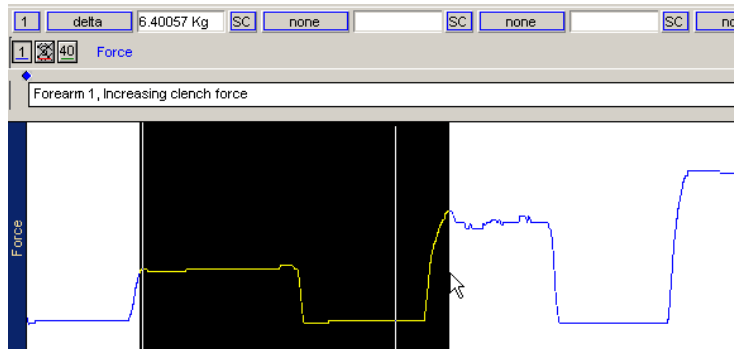 1 delta 6.40057 Kg SC none SC none SC
1 40 Force
Forearm 1, Increasing clench force
Force